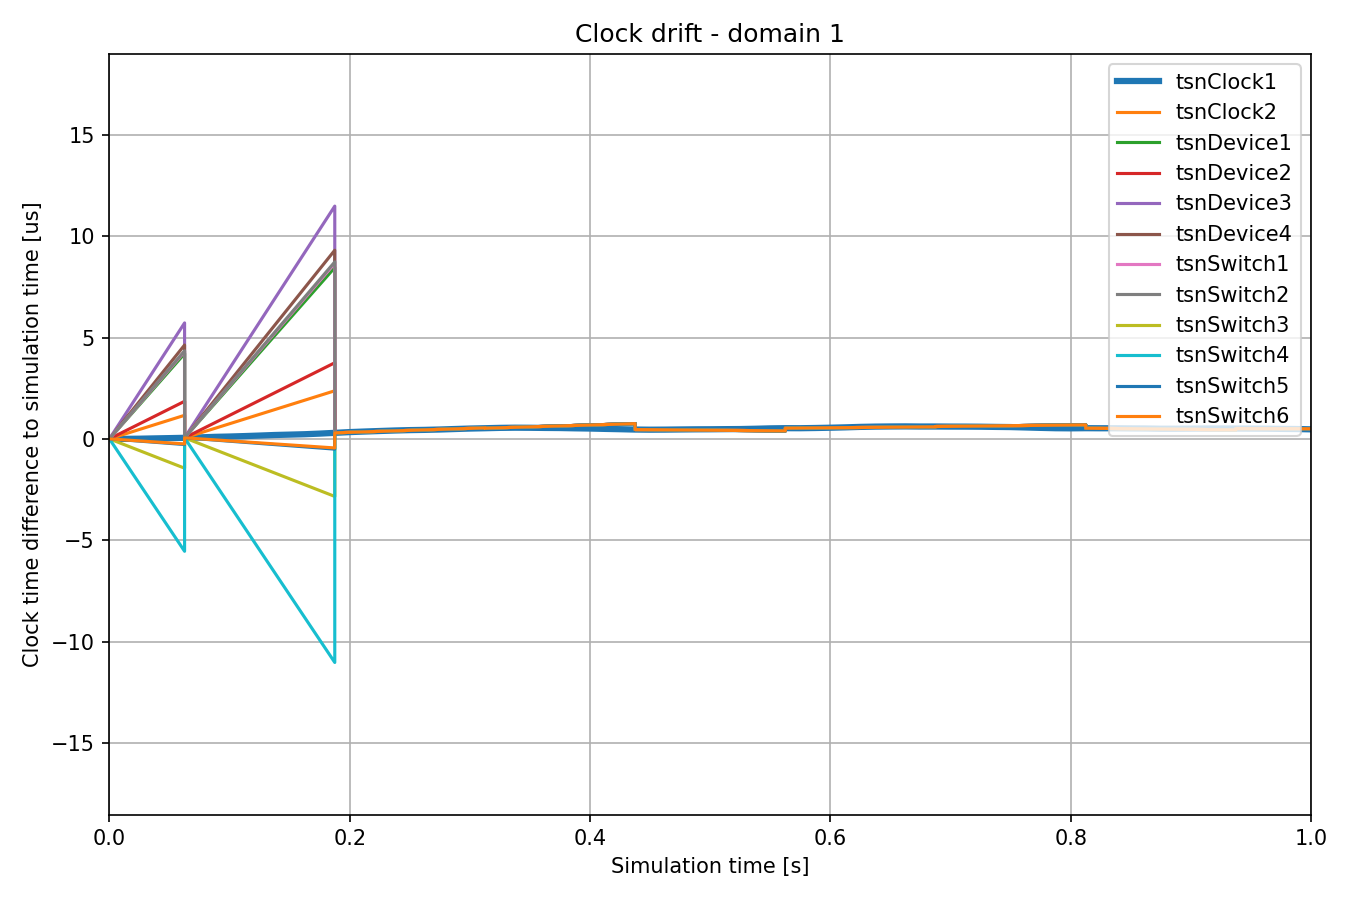 Clock drift - domain 1
Clock time difference to simulation time [us]
15
10
5
0
−5
−10
−15
0.0
0.2
0.4
0.6
0.8
1.0
Simulation time [s]
tsnClock1
tsnClock2
tsnDevice1
tsnDevice2
tsnDevice3
tsnDevice4
tsnSwitch1
tsnSwitch2
tsnSwitch3
tsnSwitch4
tsnSwitch5
tsnSwitch6